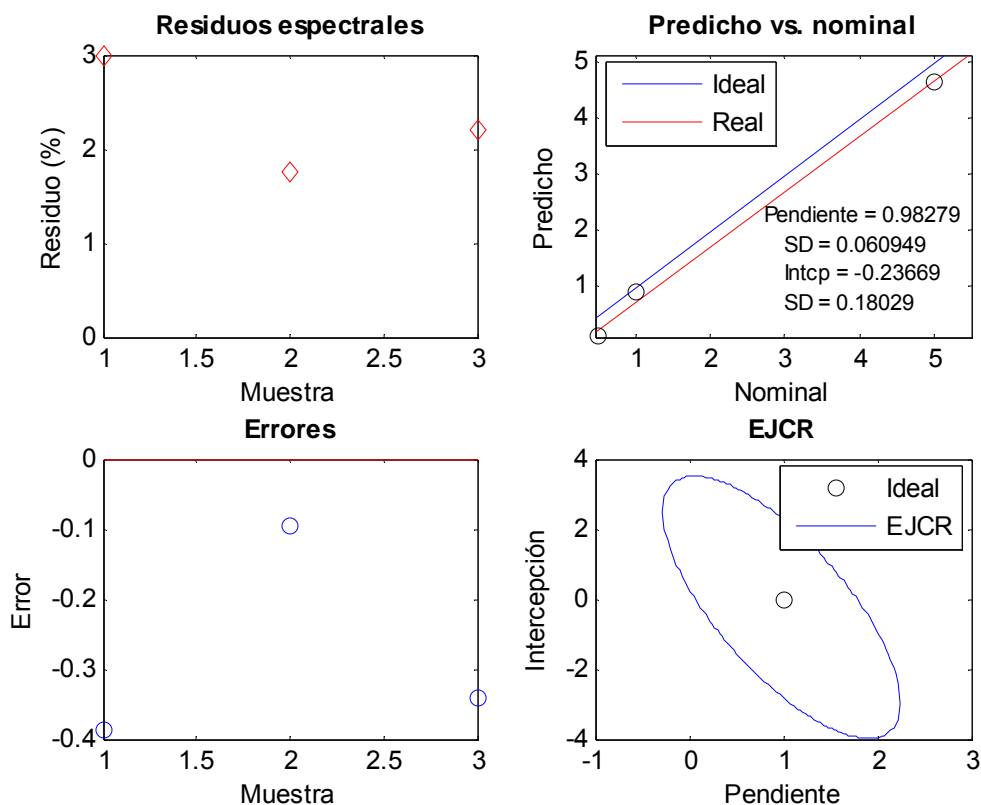 Residuos espectrales
3
2
1
0
Residuo (%)
1
1.5
2
2.5
3
Muestra
Predicho vs. nominal
5
4
3
2
1
Predicho
Ideal
Real
Pendiente = 0.98279
SD = 0.060949
Intcp = -0.23669
SD = 0.18029
1
2
3
4
5
Nominal
Errores
0
-0.1
-0.2
-0.3
-0.4
Error
1
1.5
2
2.5
3
Muestra
EJCR
4
2
0
-2
-4
Intercepción
Ideal
EJCR
-1
0
1
2
3
Pendiente